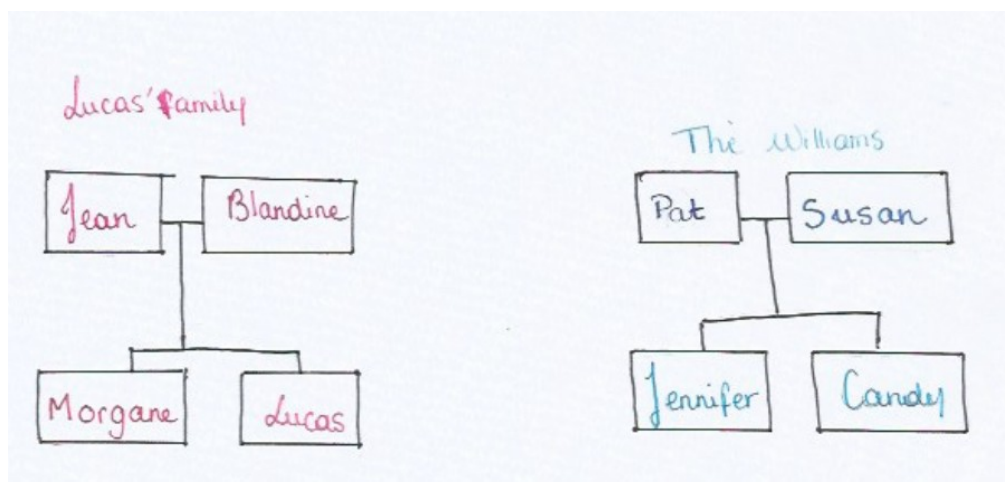 Lucas' family
Jean
Blandine
Morgane
Lucas
The Williams
Pat
Susan
Jennifer
Candy